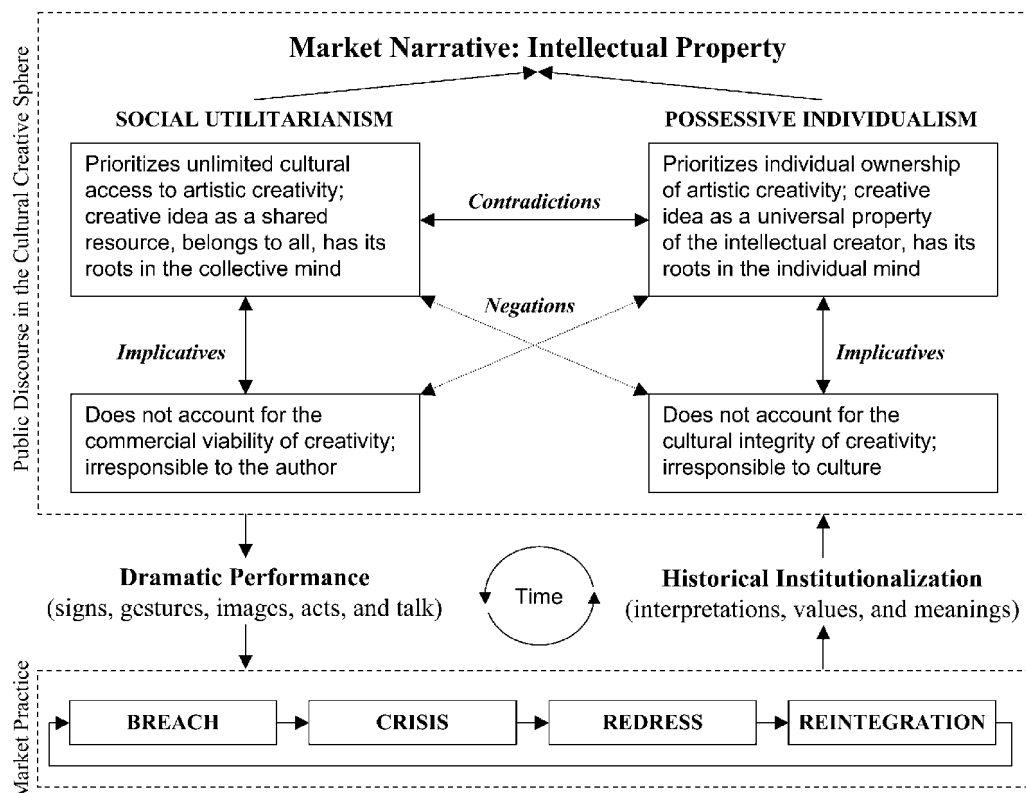 Public Discourse in the Cultural Creative Sphere
Market Narrative: Intellectual Property
SOCIAL UTILITARIANISM
Prioritizes unlimited cultural
access to artistic creativity;
creative idea as a shared
resource, belongs to all, has its
roots in the collective mind
Contradictions
POSSESSIVE INDIVIDUALISM
Prioritizes individual ownership
of artistic creativity; creative
idea as a universal property
of the intellectual creator, has its
roots in the individual mind
Negations
Implicatives
Implicatives
Does not account for the
commercial viability of creativity;
irresponsible to the author
Does not account for the
cultural integrity of creativity;
irresponsible to culture
Dramatic Performance
(signs, gestures, images, acts, and talk)
Time
Historical Institutionalization
(interpretations, values, and meanings)
Market Practice
BREACH
CRISIS
REDRESS
REINTEGRATION